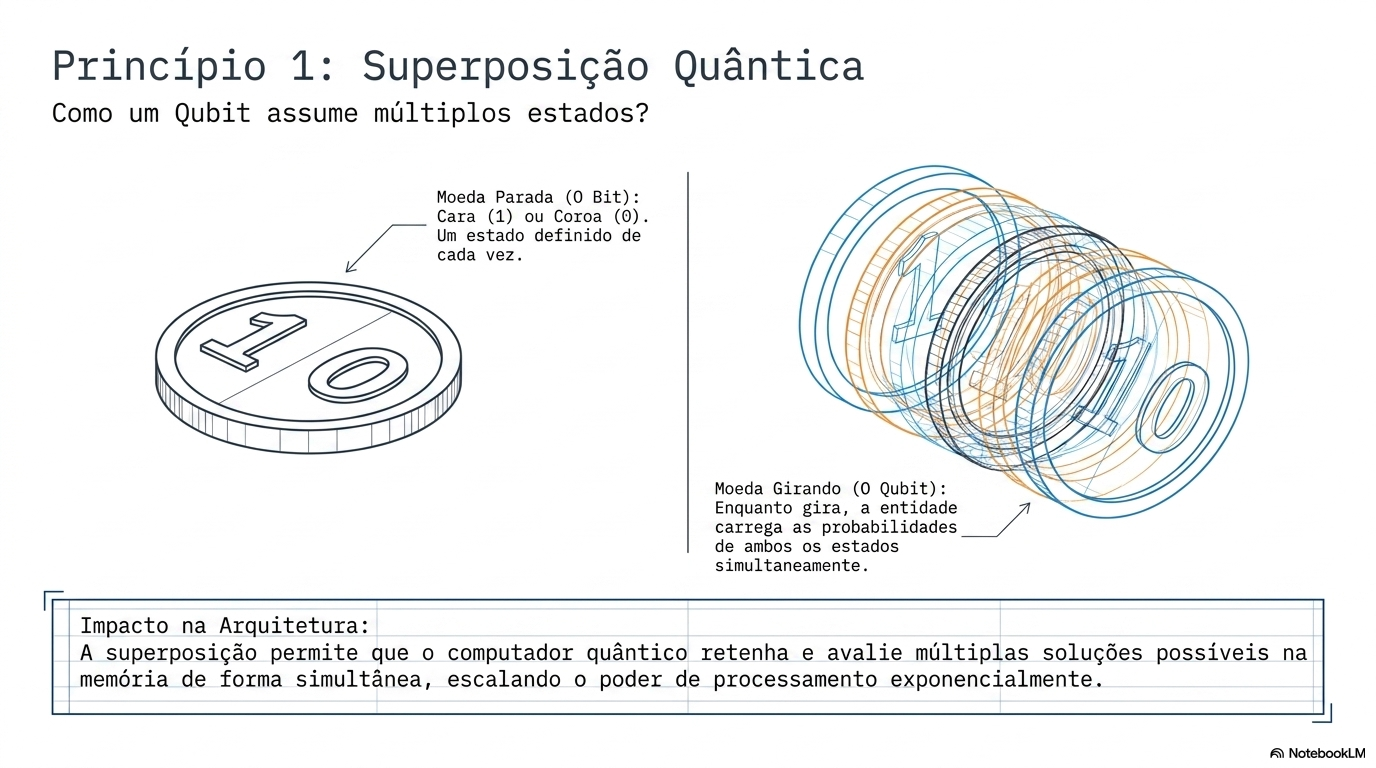 Princípio 1: Superposição Quântica
Como um Qubit assume múltiplos estados?
Moeda Parada (O Bit):
Cara (1) ou Coroa (0).
Um estado definido de
cada vez.
1
0
1
1
0
Moeda Girando (O Qubit):
Enquanto gira, a entidade
carrega as probabilidades
de ambos os estados
simultaneamente.
Impacto na Arquitetura:
A superposição permite que o computador quântico retenha e avalie múltiplas soluções possíveis na
memória de forma simultânea, escalando o poder de processamento exponencialmente.
NotebookLM